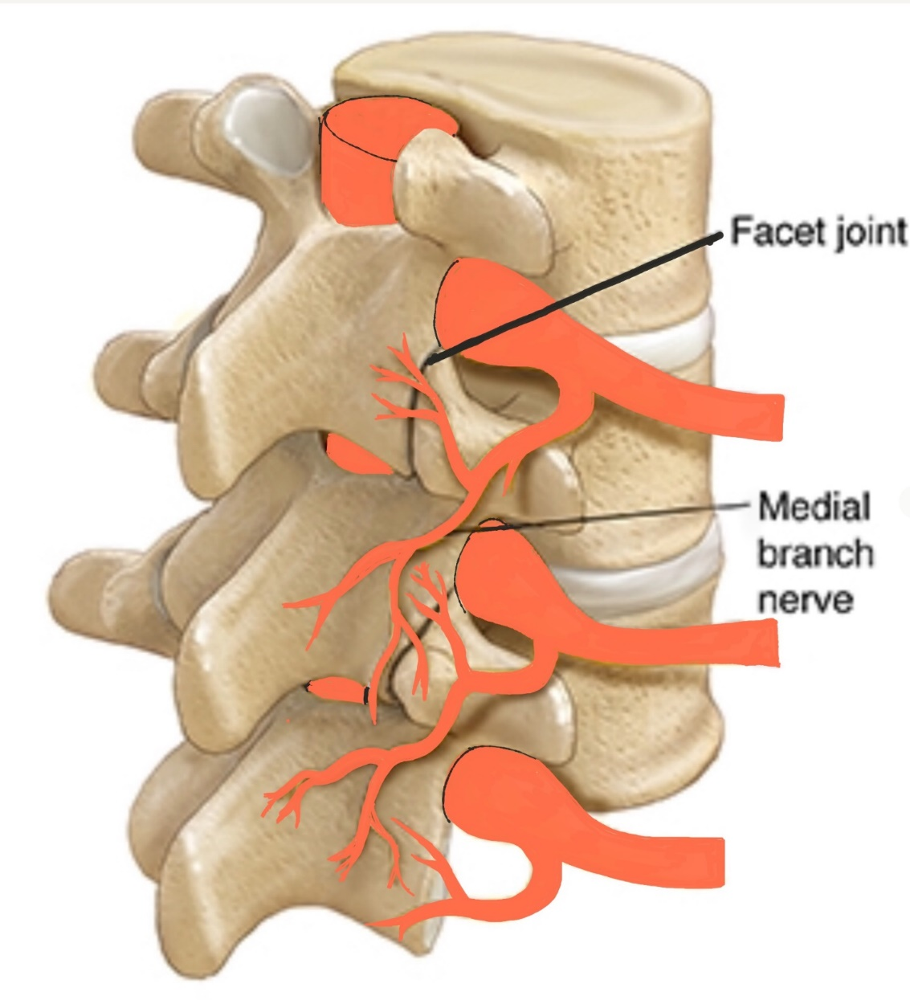 Facet joint
Medial
branch
nerve